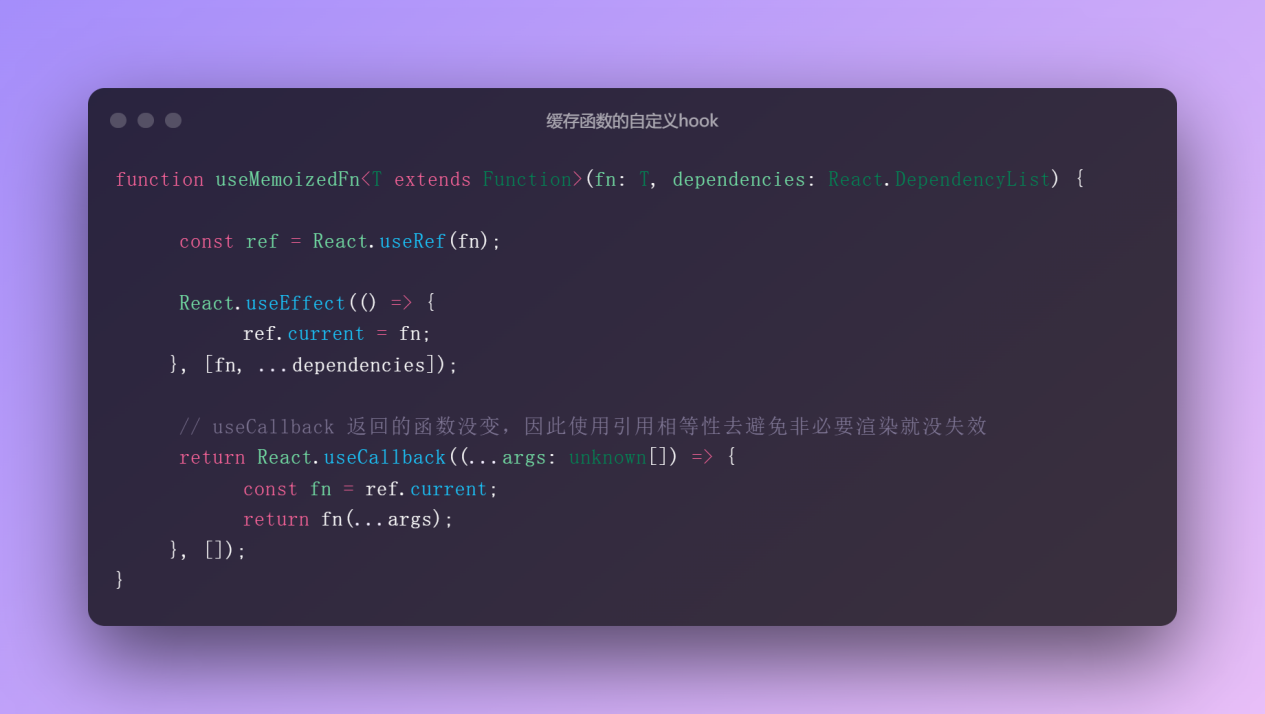 缓存函数的自定义hook
function useMemoizedFn<T extends Function>(fn: T, dependencies: React.DependencyList) {
const ref = React.useRef(fn);
React.useEffect(() => {
ref.current = fn;
}, [fn, ...dependencies]);
// useCallback 返回的函数没变，因此使用引用相等性去避免非必要渲染就没失效
return React.useCallback((...args: unknown[]) => {
const fn = ref.current;
return fn(...args);
}, []);
}